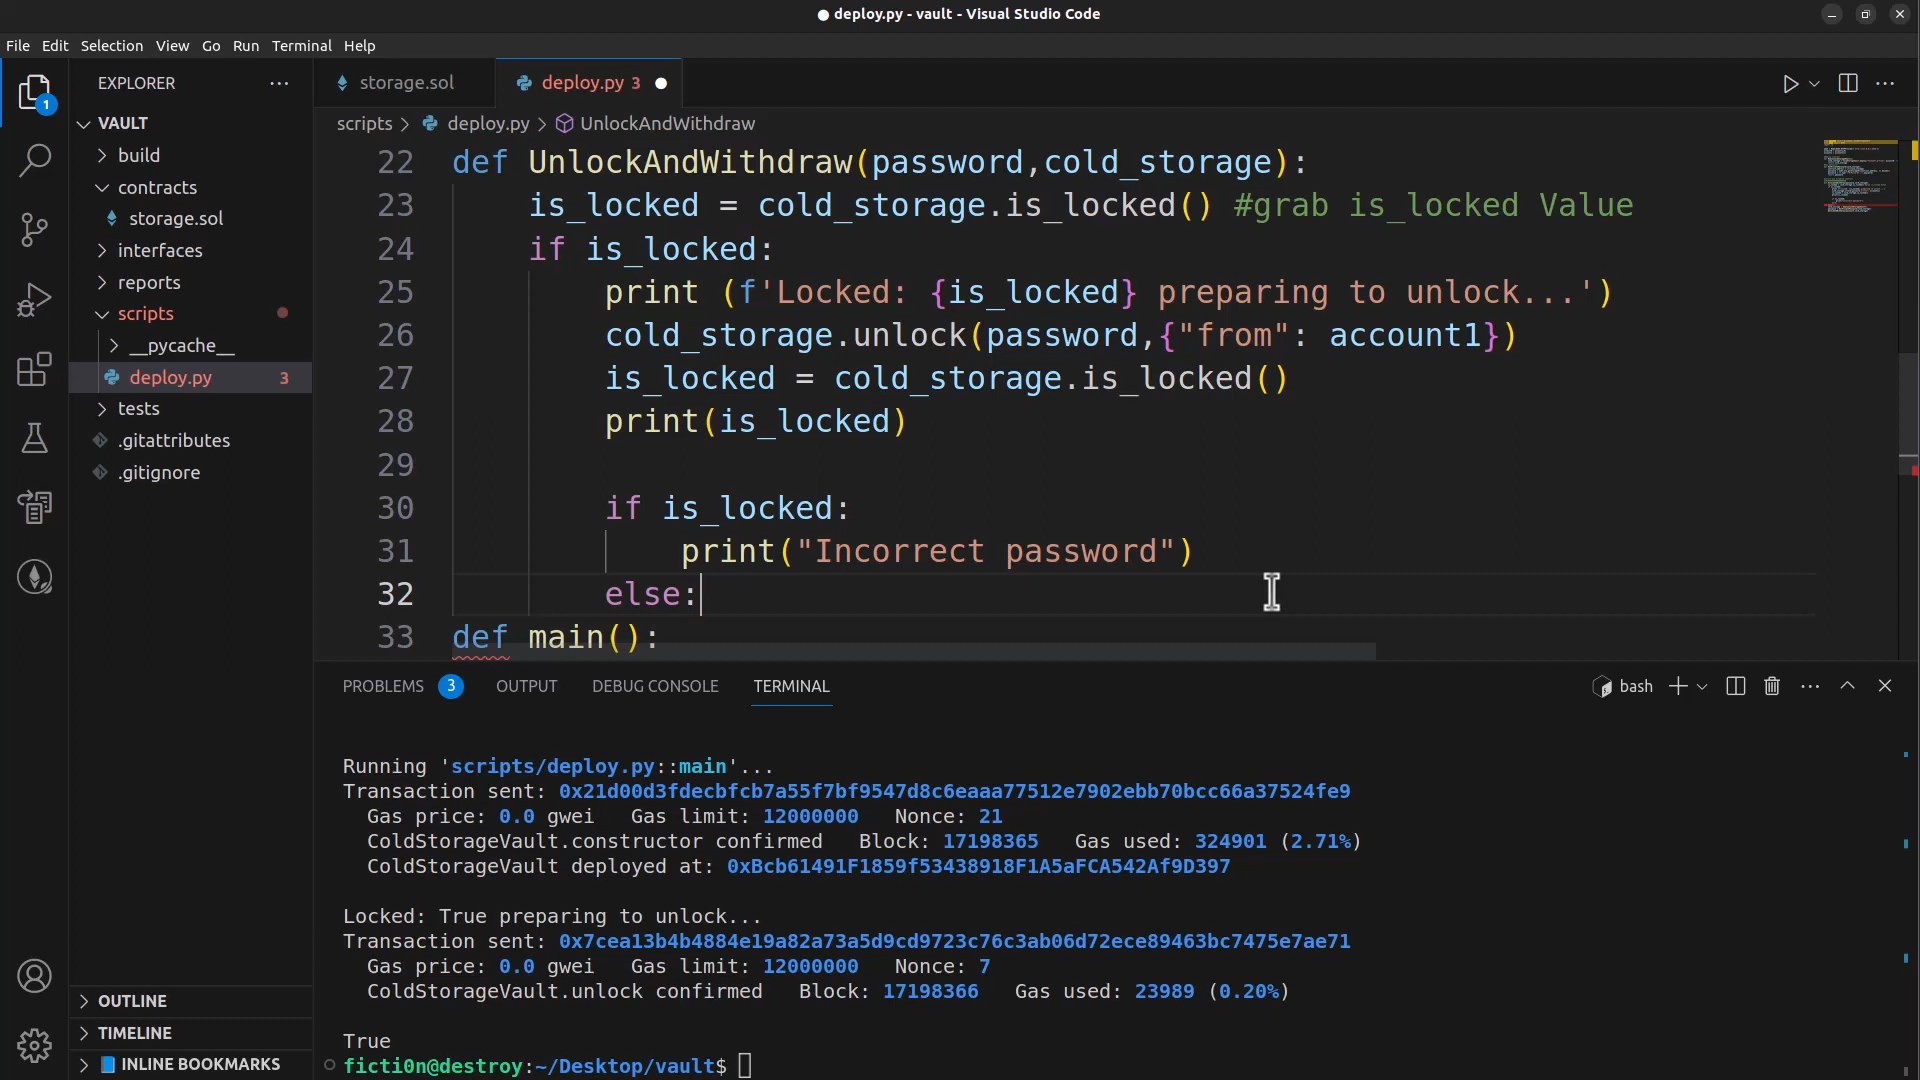 deploy.py - vault - Visual Studio Code
File Edit Selection View Go Run Terminal Help
EXPLORER
1
VAULT
build
contracts
storage.sol
interfaces
reports
scripts
__pycache__
deploy.py 3
tests
.gitattributes
.gitignore
OUTLINE
TIMELINE
INLINE BOOKMARKS
storage.sol
deploy.py 3
scripts > deploy.py > UnlockAndWithdraw
22 def UnlockAndWithdraw(password,cold_storage):
23 is_locked = cold_storage.is_locked() #grab is_locked Value
24 if is_locked:
25 print (f'Locked: {is_locked} preparing to unlock...')
26 cold_storage.unlock(password,{"from": account1})
27 is_locked = cold_storage.is_locked()
28 print(is_locked)
29
30 if is_locked:
31 print("Incorrect password")
32 else:
33 def main():
PROBLEMS 3 OUTPUT DEBUG CONSOLE TERMINAL
bash
Running 'scripts/deploy.py::main'...
Transaction sent: 0x21d00d3fdecbfcb7a55f7bf9547d8c6eaaa77512e7902ebb70bcc66a37524fe9
Gas price: 0.0 gwei Gas limit: 12000000 Nonce: 21
ColdStorageVault.constructor confirmed Block: 17198365 Gas used: 324901 (2.71%)
ColdStorageVault deployed at: 0xBcb61491F1859f53438918F1A5aFCA542Af9D397
Locked: True preparing to unlock...
Transaction sent: 0x7cea13b4b4884e19a82a73a5d9cd9723c76c3ab06d72ece89463bc7475e7ae71
Gas price: 0.0 gwei Gas limit: 12000000 Nonce: 7
ColdStorageVault.unlock confirmed Block: 17198366 Gas used: 23989 (0.20%)
True
ficti0n@destroy:~/Desktop/vault$